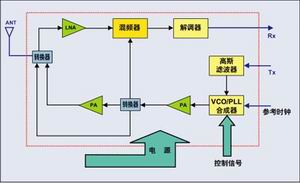 ANT
LNA
混频器
解调器
Rx
转换器
高斯
滤波器
Tx
PA
转换器
PA
VCO/PLL
合成器
参考时钟
电 源
控制信号